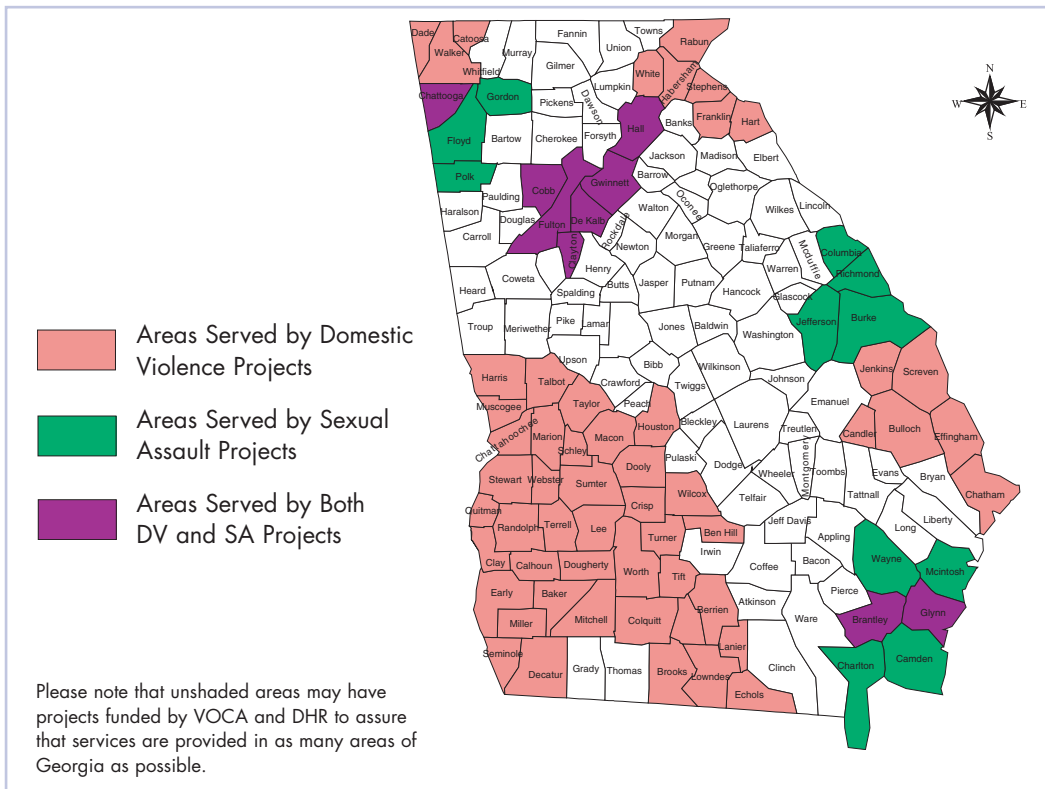 Dade
Catoosa
Walker
Whitfield
Murray
Fannin
Gilmer
Union
Towns
Rabun
White
Habersham
Stephens
Lumpkin
Chattooga
Gordon
Pickens
Dawson
Hall
Banks
Franklin
Hart
Floyd
Bartow
Cherokee
Forsyth
Jackson
Madison
Elbert
Polk
Paulding
Cobb
Gwinnett
Barrow
Oglethorpe
Haralson
Douglas
Fulton
De Kalb
Rockdale
Walton
Oconee
Wilkes
Lincoln
Carroll
Clayton
Newton
Morgan
Greene
Taliaferro
Mcduffie
Columbia
Richmond
Heard
Coweta
Henry
Spalding
Butts
Jasper
Putnam
Hancock
Warren
Glascock
Troup
Meriwether
Pike
Lamar
Jones
Baldwin
Washington
Jefferson
Burke
Upson
Bibb
Wilkinson
Johnson
Jenkins
Screven
Harris
Talbot
Crawford
Twiggs
Emanuel
Muscogee
Taylor
Peach
Houston
Bleckley
Laurens
Treutlen
Candler
Bulloch
Effingham
Chattahoochee
Marion
Schley
Macon
Dooly
Pulaski
Dodge
Wheeler
Montgomery
Toombs
Evans
Bryan
Chatham
Stewart
Webster
Sumter
Crisp
Wilcox
Telfair
Tattnall
Liberty
Quitman
Randolph
Terrell
Lee
Turner
Ben Hill
Jeff Davis
Appling
Long
Clay
Calhoun
Dougherty
Worth
Tift
Irwin
Coffee
Bacon
Wayne
Mcintosh
Early
Baker
Mitchell
Colquitt
Berrien
Atkinson
Pierce
Ware
Brantley
Glynn
Miller
Lanier
Clinch
Charlton
Camden
Seminole
Decatur
Grady
Thomas
Brooks
Lowndes
Echols
N
W
E
S
Areas Served by Domestic
Violence Projects
Areas Served by Sexual
Assault Projects
Areas Served by Both
DV and SA Projects
Please note that unshaded areas may have
projects funded by VOCA and DHR to assure
that services are provided in as many areas of
Georgia as possible.